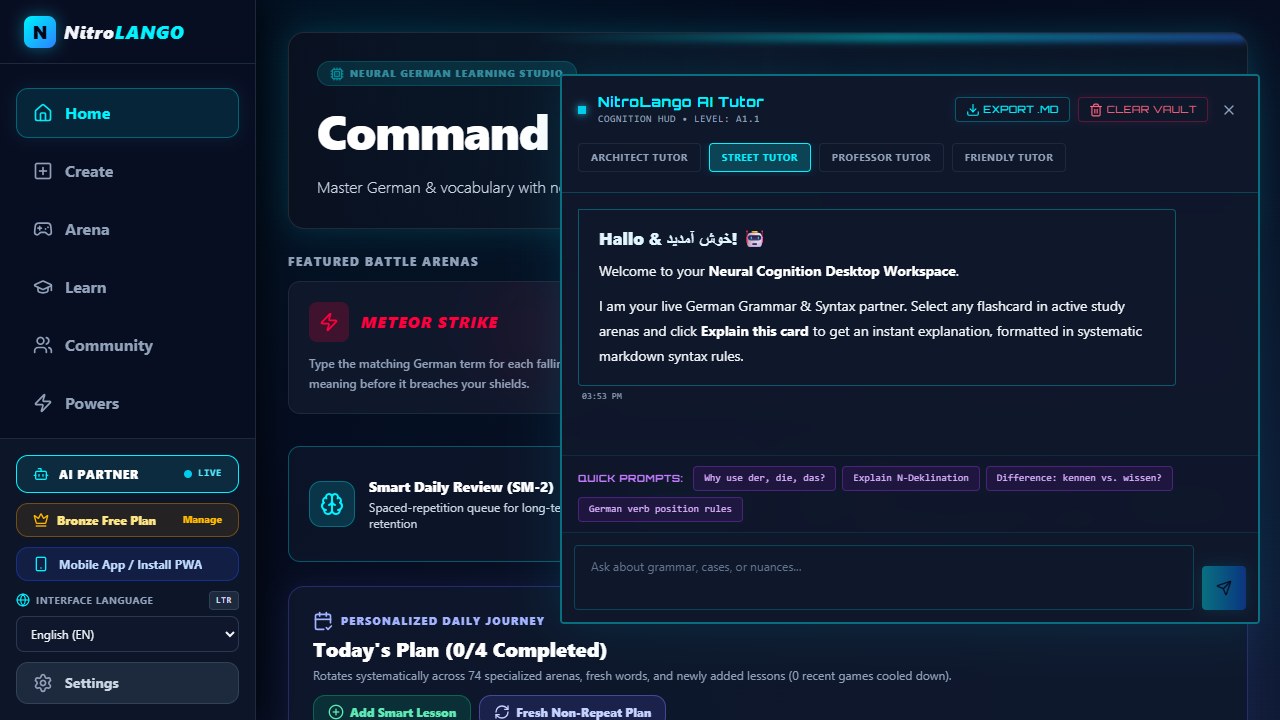 N NitroLANGO
Home
Create
Arena
Learn
Community
Powers
AI PARTNER LIVE
Bronze Free Plan Manage
Mobile App / Install PWA
INTERFACE LANGUAGE LTR
English (EN)
Settings
NEURAL GERMAN LEARNING STUDIO
Command
Master German & vocabulary with
FEATURED BATTLE ARENAS
METEOR STRIKE
Type the matching German term for each
meaning before it breaches your shields.
Smart Daily Review (SM-2)
Spaced-repetition queue for
retention
PERSONALIZED DAILY JOURNEY
Today's Plan (0/4 Completed)
Rotates systematically across 74 specialized arenas, fresh words, and newly added lessons (0 recent games cooled down).
Add Smart Lesson Fresh Non-Repeat Plan
NitroLango AI Tutor
COGNITION HUD • LEVEL: A1.1
EXPORT .MD CLEAR VAULT
ARCHITECT TUTOR STREET TUTOR PROFESSOR TUTOR FRIENDLY TUTOR
Hallo & خوش آمدید! 🤖
Welcome to your Neural Cognition Desktop Workspace.
I am your live German Grammar & Syntax partner. Select any flashcard in active study
arenas and click Explain this card to get an instant explanation, formatted in systematic
markdown syntax rules.
03:53 PM
QUICK PROMPTS: Why use der, die, das? Explain N-Deklination Difference: kennen vs. wissen?
German verb position rules
Ask about grammar, cases, or nuances...